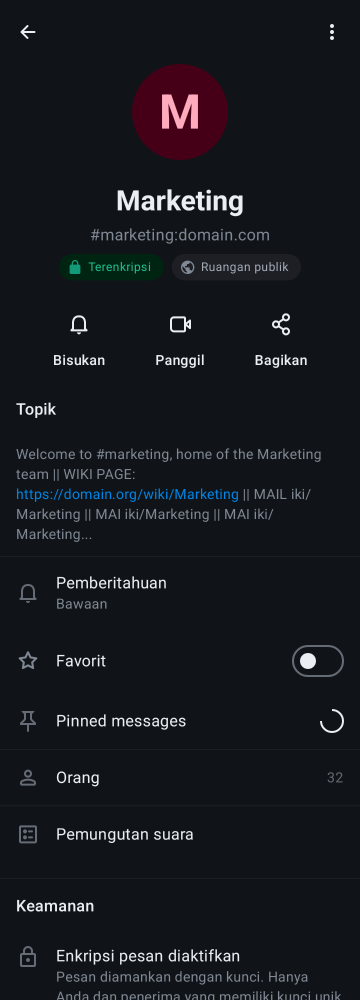 M
Marketing
#marketing:domain.com
Terenkripsi
Ruangan publik
Bisukan
Panggil
Bagikan
Topik
Welcome to #marketing, home of the Marketing
team || WIKI PAGE:
https://domain.org/wiki/Marketing || MAIL iki/
Marketing || MAI iki/Marketing || MAI iki/
Marketing...
Pemberitahuan
Bawaan
Favorit
Pinned messages
Orang
32
Pemungutan suara
Keamanan
Enkripsi pesan diaktifkan
Pesan diamankan dengan kunci. Hanya
Anda dan penerima yang memiliki kunci unik